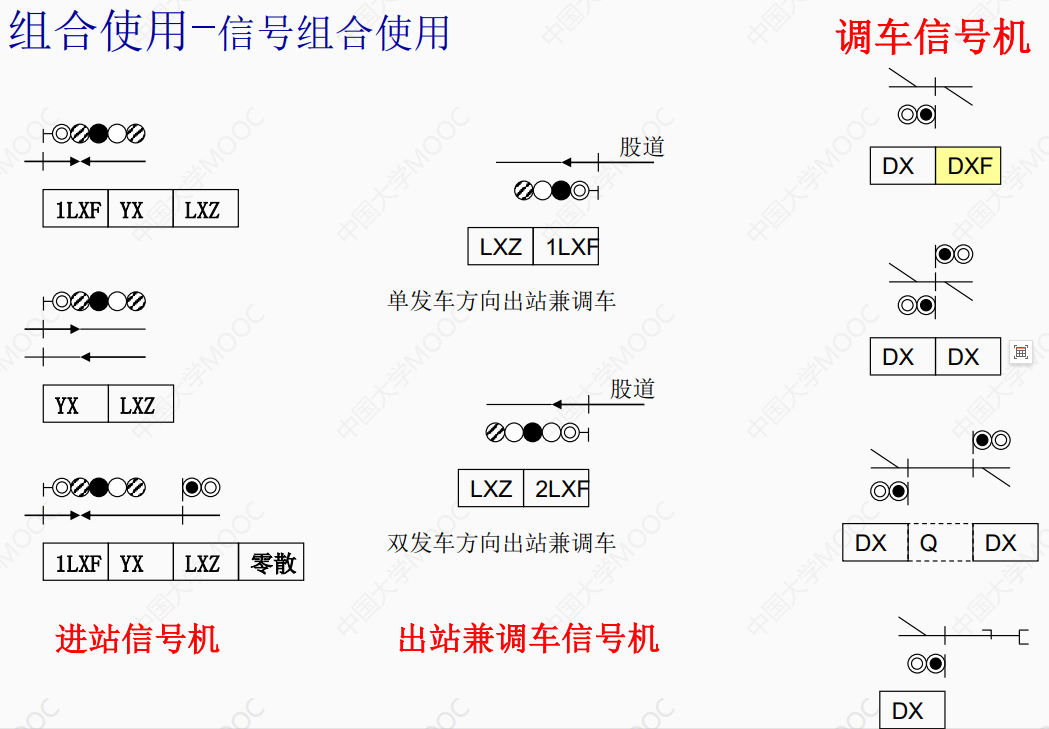 组合使用-信号组合使用
调车信号机
1LXF YX LXZ
YX LXZ
1LXF YX LXZ 零散
进站信号机
股道
LXZ 1LXF
单发车方向出站兼调车
股道
LXZ 2LXF
双发车方向出站兼调车
出站兼调车信号机
DX DXF
DX DX
DX Q DX
DX
中国大学MOOC